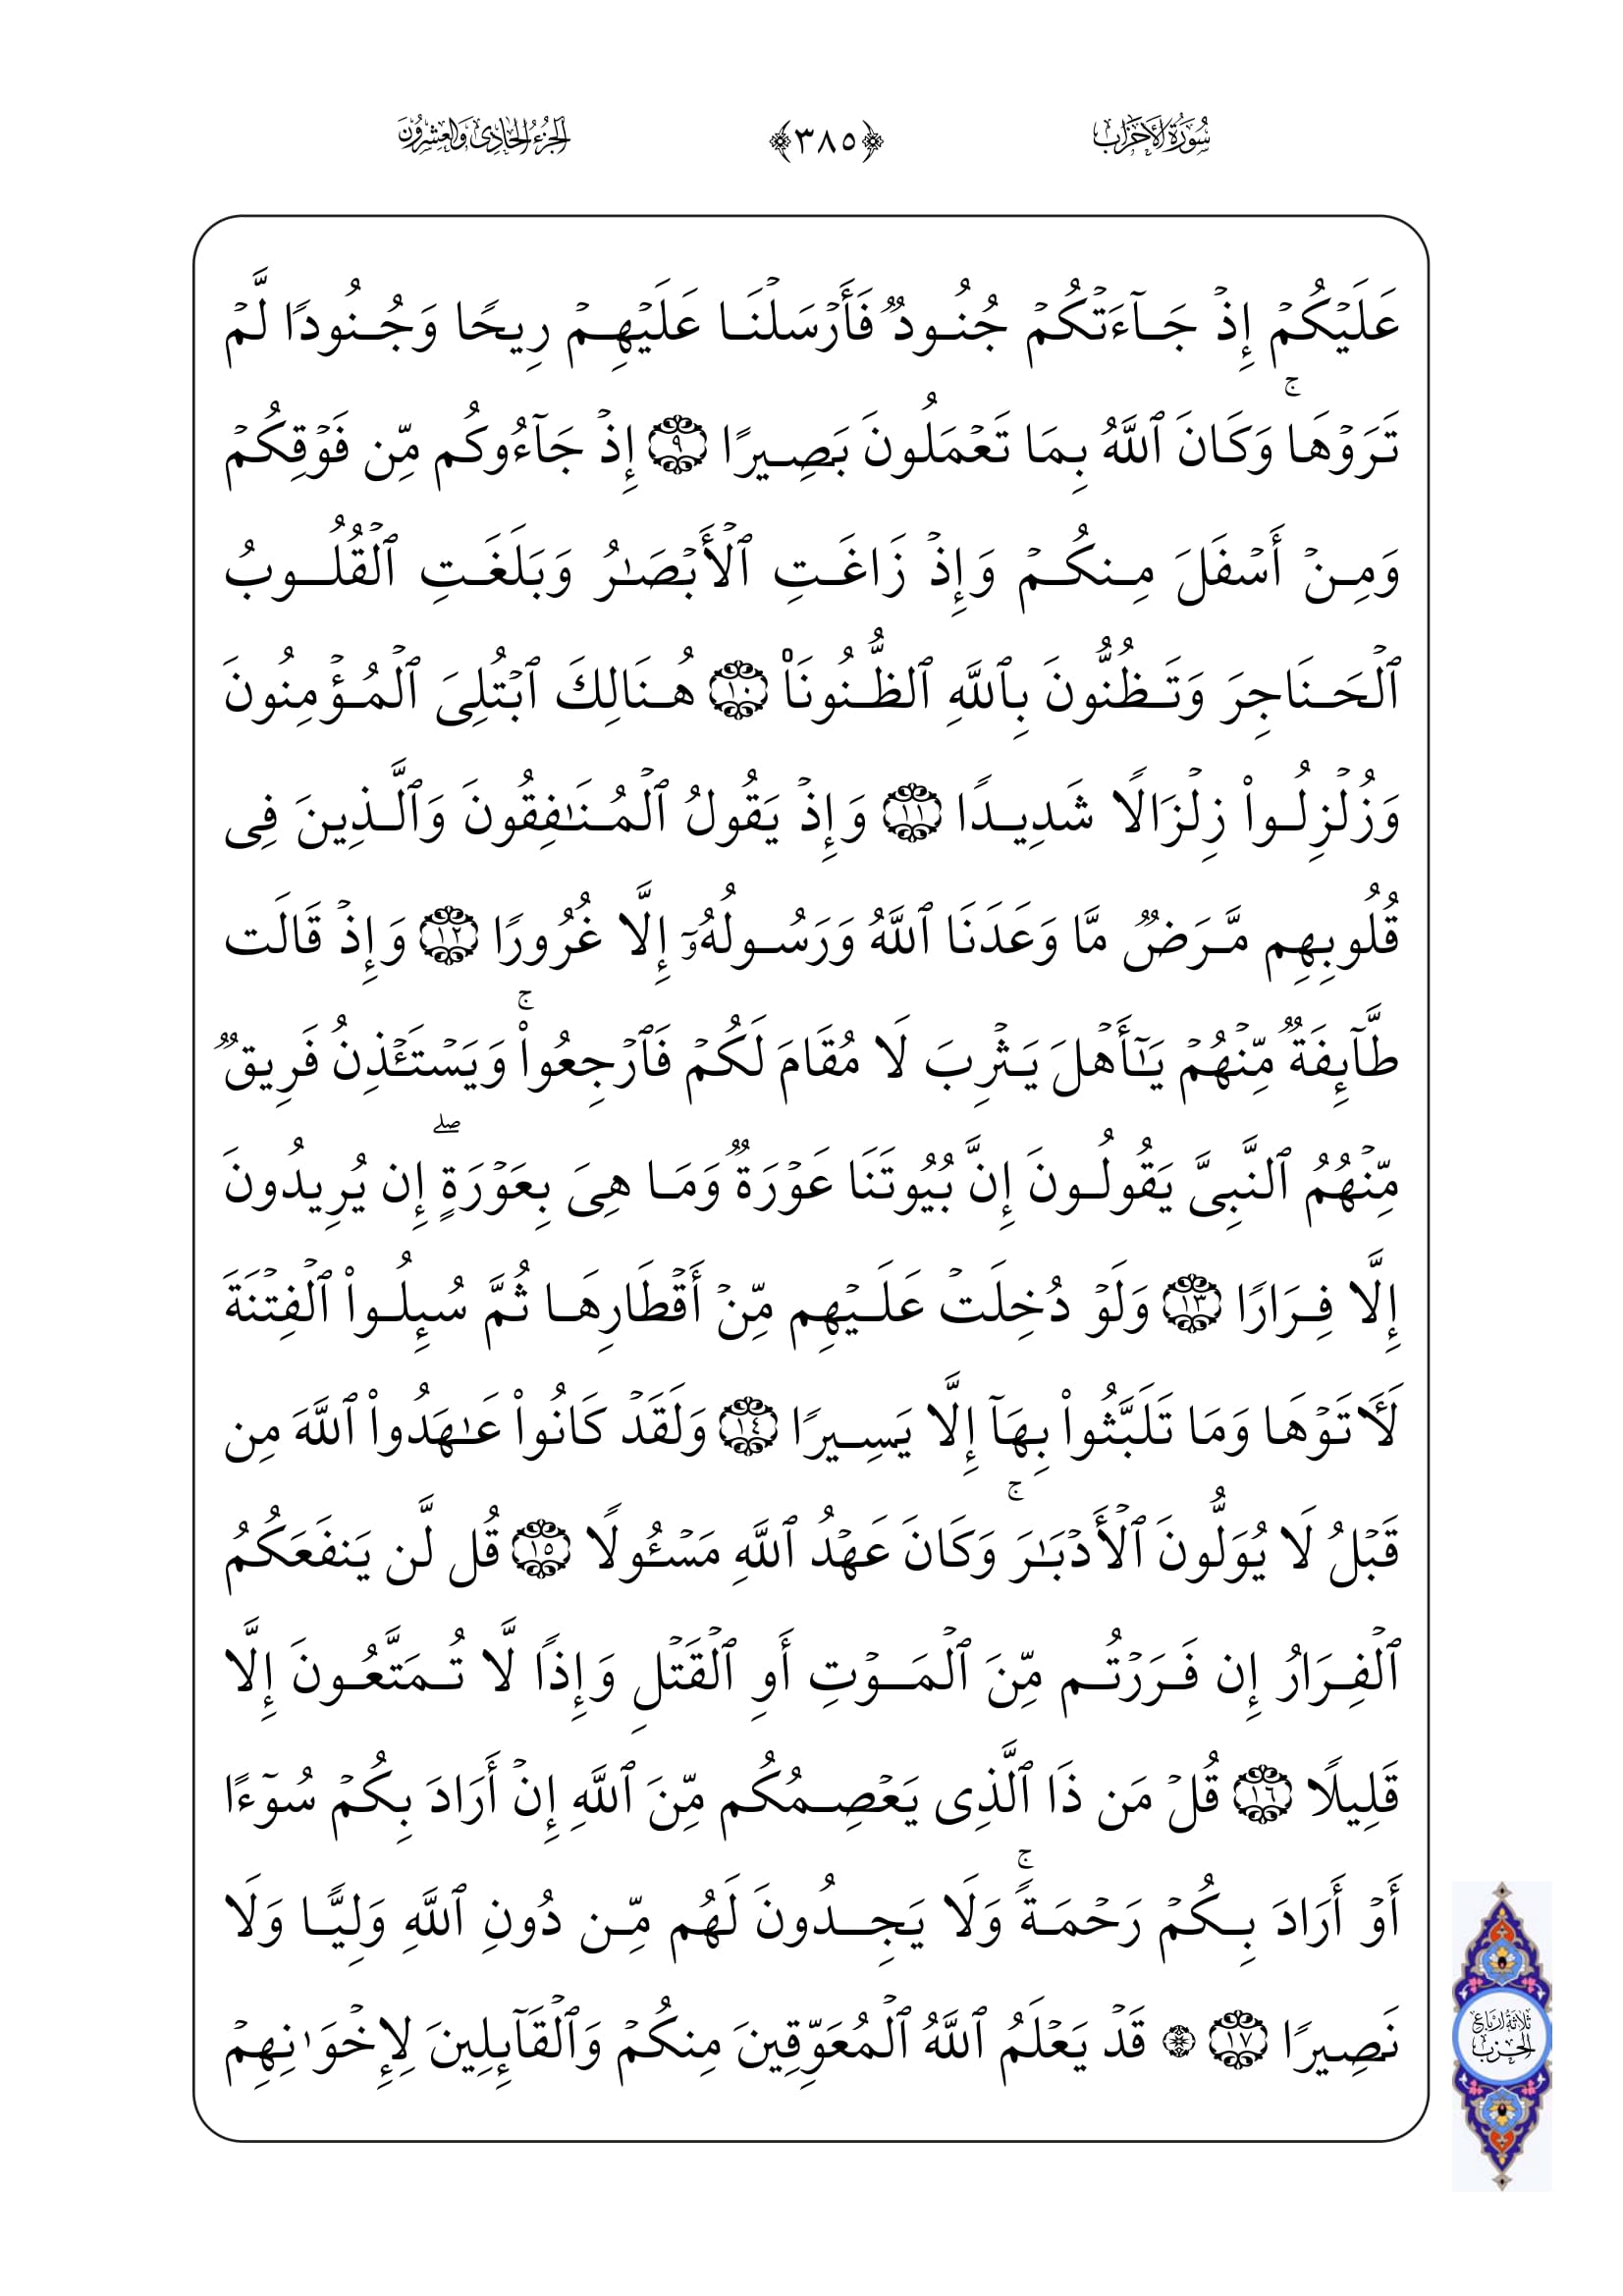 سُورَةُ الأَحْزَاب ﴿٣٨٥﴾ الجُزْءُ الحَادِي وَالعِشْرُونَ
عَلَيۡكُمۡ إِذۡ جَآءَتۡكُمۡ جُنُودٞ فَأَرۡسَلۡنَا عَلَيۡهِمۡ رِيحٗا وَجُنُودٗا لَّمۡ
تَرَوۡهَاۚ وَكَانَ ٱللَّهُ بِمَا تَعۡمَلُونَ بَصِيرًا ٩ إِذۡ جَآءُوكُم مِّن فَوۡقِكُمۡ
وَمِنۡ أَسۡفَلَ مِنكُمۡ وَإِذۡ زَاغَتِ ٱلۡأَبۡصَٰرُ وَبَلَغَتِ ٱلۡقُلُوبُ
ٱلۡحَنَاجِرَ وَتَظُنُّونَ بِٱللَّهِ ٱلظُّنُونَا۠ ١٠ هُنَالِكَ ٱبۡتُلِيَ ٱلۡمُؤۡمِنُونَ
وَزُلۡزِلُواْ زِلۡزَالٗا شَدِيدٗا ١١ وَإِذۡ يَقُولُ ٱلۡمُنَٰفِقُونَ وَٱلَّذِينَ فِي
قُلُوبِهِم مَّرَضٞ مَّا وَعَدَنَا ٱللَّهُ وَرَسُولُهُۥٓ إِلَّا غُرُورٗا ١٢ وَإِذۡ قَالَت
طَّآئِفَةٞ مِّنۡهُمۡ يَٰٓأَهۡلَ يَثۡرِبَ لَا مُقَامَ لَكُمۡ فَٱرۡجِعُواْۚ وَيَسۡتَـٔۡذِنُ فَرِيقٞ
مِّنۡهُمُ ٱلنَّبِيَّ يَقُولُونَ إِنَّ بُيُوتَنَا عَوۡرَةٞ وَمَا هِيَ بِعَوۡرَةٍۖ إِن يُرِيدُونَ
إِلَّا فِرَارٗا ١٣ وَلَوۡ دُخِلَتۡ عَلَيۡهِم مِّنۡ أَقۡطَارِهَا ثُمَّ سُئِلُواْ ٱلۡفِتۡنَةَ
لَأٓتَوۡهَا وَمَا تَلَبَّثُواْ بِهَآ إِلَّا يَسِيرٗا ١٤ وَلَقَدۡ كَانُواْ عَٰهَدُواْ ٱللَّهَ مِن
قَبۡلُ لَا يُوَلُّونَ ٱلۡأَدۡبَٰرَۚ وَكَانَ عَهۡدُ ٱللَّهِ مَسۡـُٔولٗا ١٥ قُل لَّن يَنفَعَكُمُ
ٱلۡفِرَارُ إِن فَرَرۡتُم مِّنَ ٱلۡمَوۡتِ أَوِ ٱلۡقَتۡلِ وَإِذٗا لَّا تُمَتَّعُونَ إِلَّا
قَلِيلٗا ١٦ قُلۡ مَن ذَا ٱلَّذِي يَعۡصِمُكُم مِّنَ ٱللَّهِ إِنۡ أَرَادَ بِكُمۡ سُوٓءًا
أَوۡ أَرَادَ بِكُمۡ رَحۡمَةٗۚ وَلَا يَجِدُونَ لَهُم مِّن دُونِ ٱللَّهِ وَلِيّٗا وَلَا
نَصِيرٗا ١٧ ۞ قَدۡ يَعۡلَمُ ٱللَّهُ ٱلۡمُعَوِّقِينَ مِنكُمۡ وَٱلۡقَآئِلِينَ لِإِخۡوَٰنِهِمۡ
ثَلَاثَةُ أَرْبَاعِ
الحِزْب